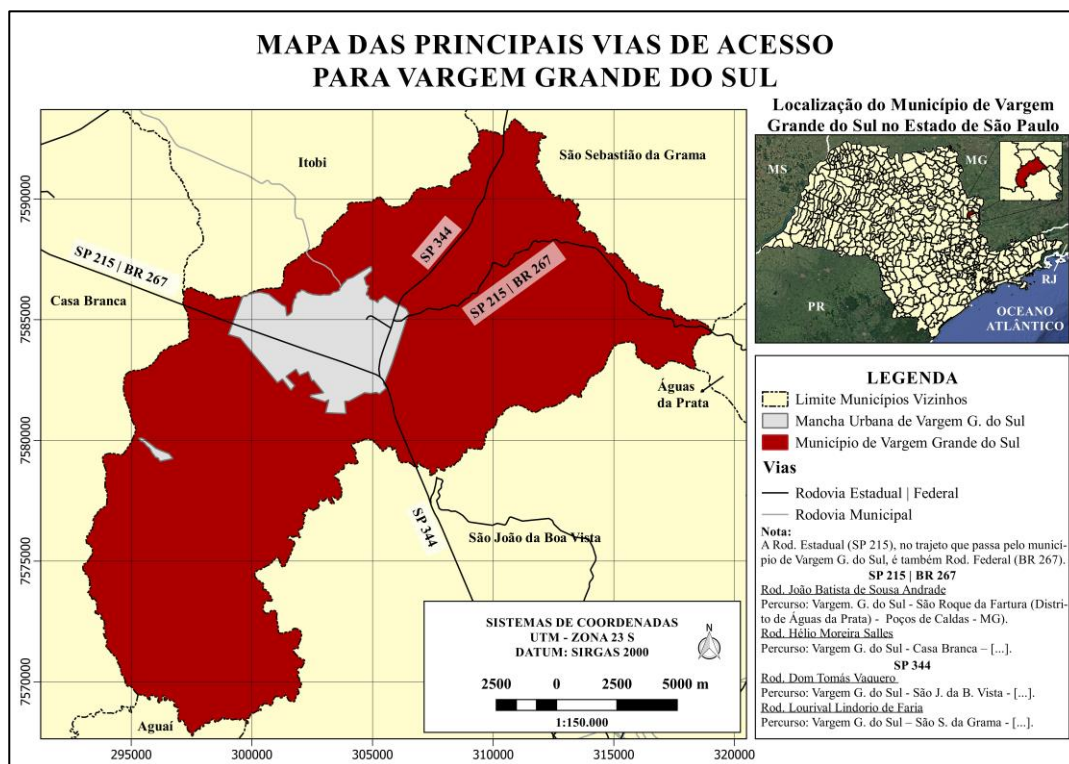 MAPA DAS PRINCIPAIS VIAS DE ACESSO
PARA VARGEM GRANDE DO SUL
Itobi
São Sebastião da Grama
SP 344
SP 215 | BR 267
SP 215 | BR 267
Casa Branca
Águas
da Prata
SP 344
São João da Boa Vista
Aguaí
7590000
7585000
7580000
7575000
7570000
295000
300000
305000
310000
315000
320000
SISTEMAS DE COORDENADAS
UTM - ZONA 23 S
DATUM: SIRGAS 2000
N
2500
0
2500
5000 m
1:150.000
Localização do Município de Vargem
Grande do Sul no Estado de São Paulo
MS
MG
RJ
PR
OCEANO
ATLÂNTICO
LEGENDA
Limite Municípios Vizinhos
Mancha Urbana de Vargem G. do Sul
Município de Vargem Grande do Sul
Vias
Rodovia Estadual | Federal
Rodovia Municipal
Nota:
A Rod. Estadual (SP 215), no trajeto que passa pelo municí-
pio de Vargem G. do Sul, é também Rod. Federal (BR 267).
SP 215 | BR 267
Rod. João Batista de Sousa Andrade
Percurso: Vargem. G. do Sul - São Roque da Fartura (Distri-
to de Águas da Prata) - Poços de Caldas - MG).
Rod. Hélio Moreira Salles
Percurso: Vargem G. do Sul - Casa Branca – [...].
SP 344
Rod. Dom Tomás Vaquero
Percurso: Vargem G. do Sul - São J. da B. Vista - [...].
Rod. Lourival Lindorio de Faria
Percurso: Vargem G. do Sul – São S. da Grama - [...].